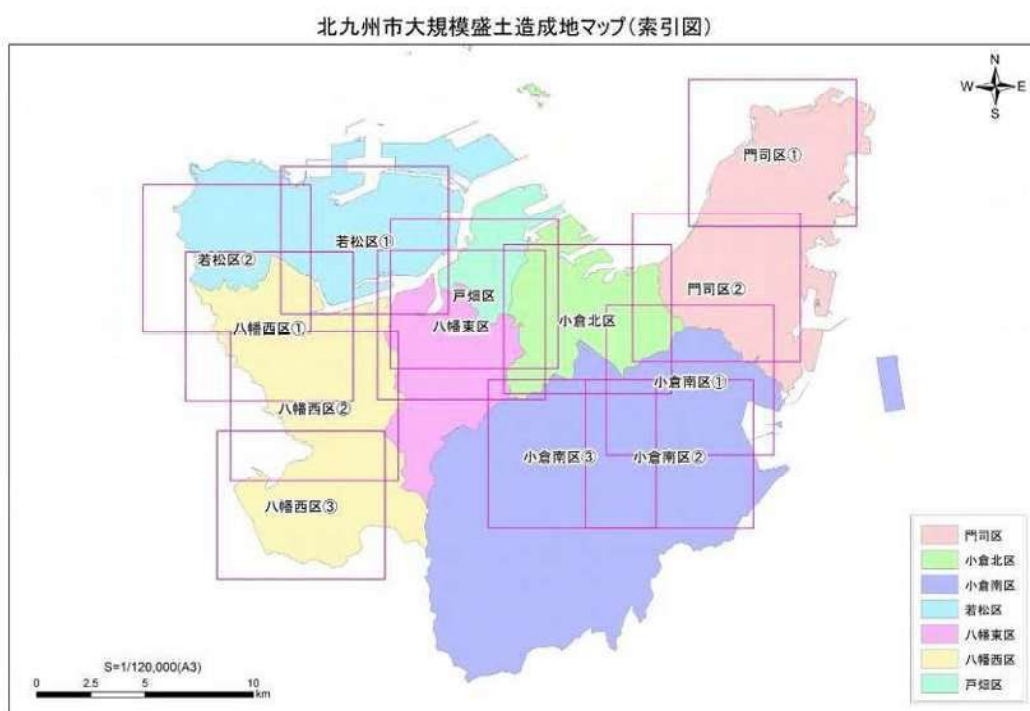 北九州市大規模盛土造成地マップ(索引図)
N
W E
S
門司区①
若松区①
若松区②
門司区②
戸畑区
小倉北区
八幡東区
八幡西区①
小倉南区①
八幡西区②
小倉南区③
小倉南区②
八幡西区③
門司区
小倉北区
小倉南区
若松区
八幡東区
八幡西区
戸畑区
S=1/120,000(A3)
0 2.5 5 10
km